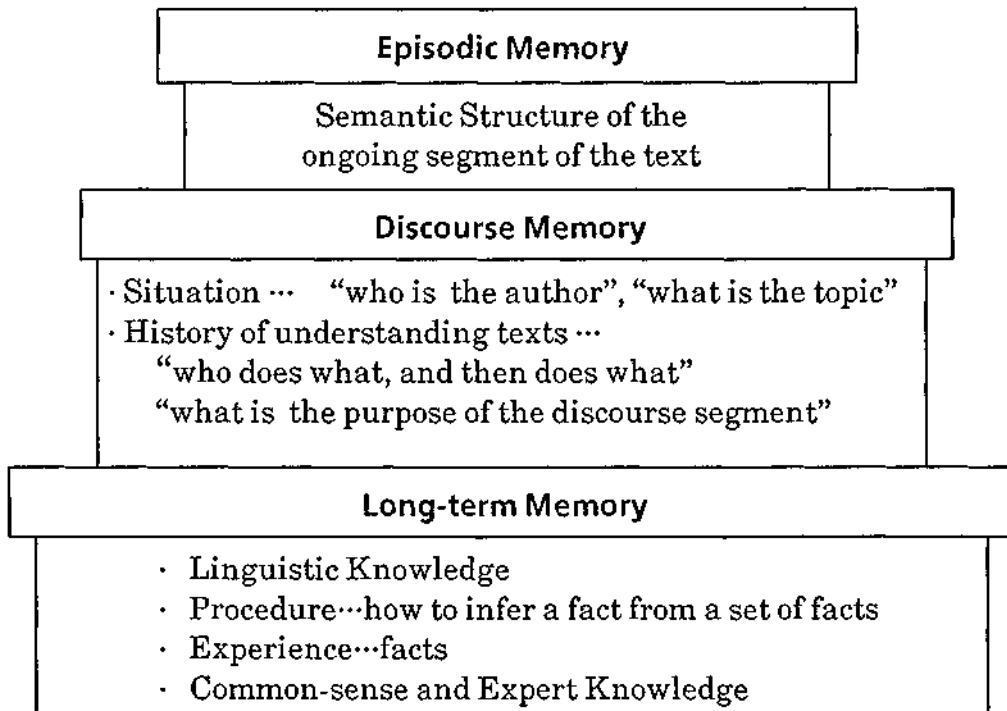 Episodic Memory
Semantic Structure of the
ongoing segment of the text
Discourse Memory
· Situation ··· “who is the author”, “what is the topic”
· History of understanding texts ···
“who does what, and then does what”
“what is the purpose of the discourse segment”
Long-term Memory
· Linguistic Knowledge
· Procedure···how to infer a fact from a set of facts
· Experience···facts
· Common-sense and Expert Knowledge